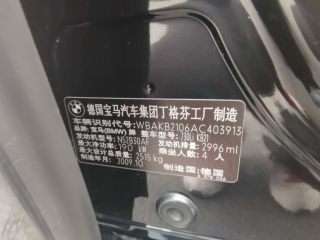 德国宝马汽车集团丁格芬工厂制造
车辆识别代号: WBAKB2106AC403913
品牌: 宝马(BMW)牌 整车型号: 730Li KB21
发动机型号: N52B30AF 发动机排量: 2996 ml
最大净功率: 190 kW 乘坐人数: 4 人
最大总质量: 2515 kg
制造年月: 2009.10 制造国: 德国